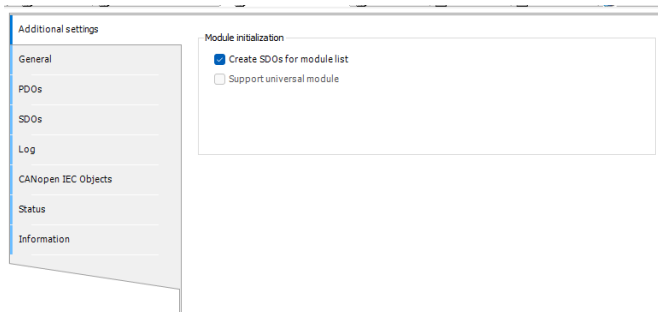 Additional settings
General
PDOs
SDOs
Log
CANopen IEC Objects
Status
Information
Module initialization
Create SDOs for module list
Support universal module